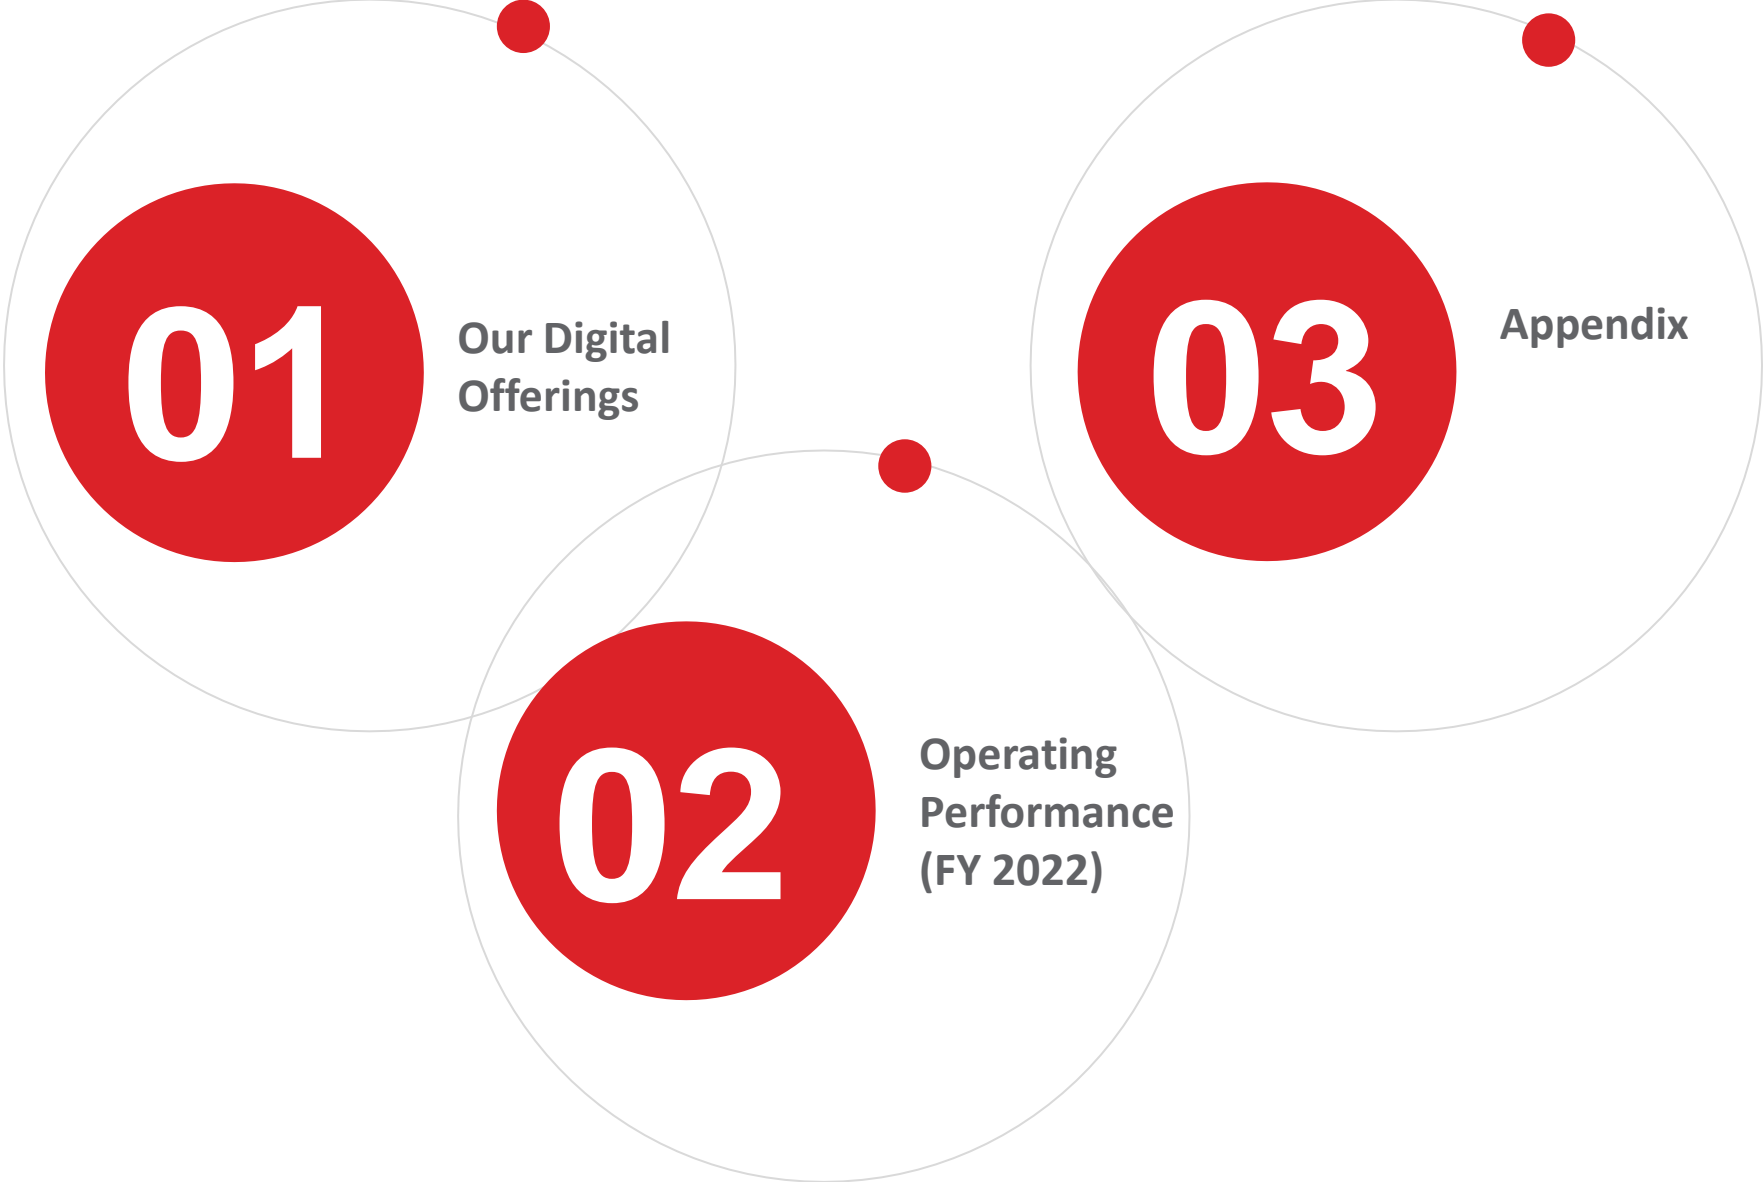 01
Our Digital
Offerings
02
Operating
Performance
(FY 2022)
03
Appendix